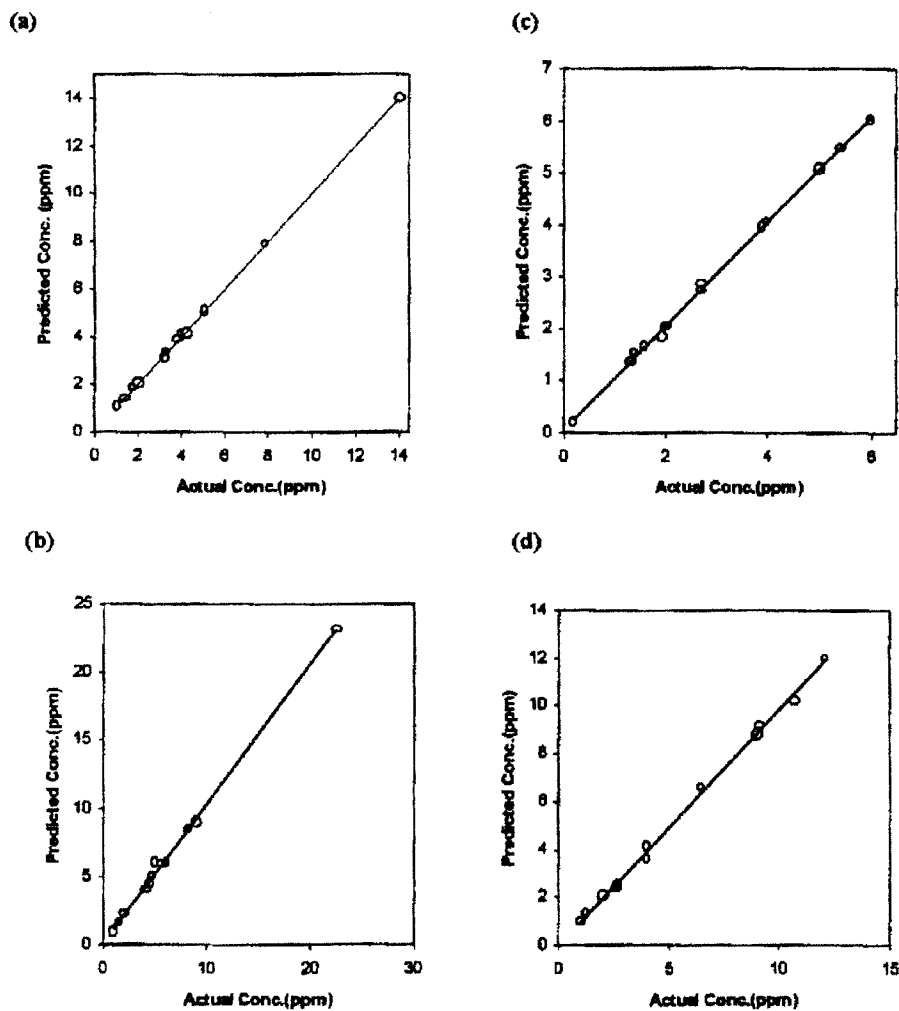 (a)
14
12
10
8
6
4
2
0
Predicted Conc. (ppm)
0 2 4 6 8 10 12 14
Actual Conc.(ppm)
(c)
7
6
5
4
3
2
1
0
Predicted Conc.(ppm)
0 2 4 6
Actual Conc.(ppm)
(b)
25
20
15
10
5
0
Predicted Conc.(ppm)
0 10 20 30
Actual Conc.(ppm)
(d)
14
12
10
8
6
4
2
0
Predicted Conc.(ppm)
0 5 10 15
Actual Conc.(ppm)